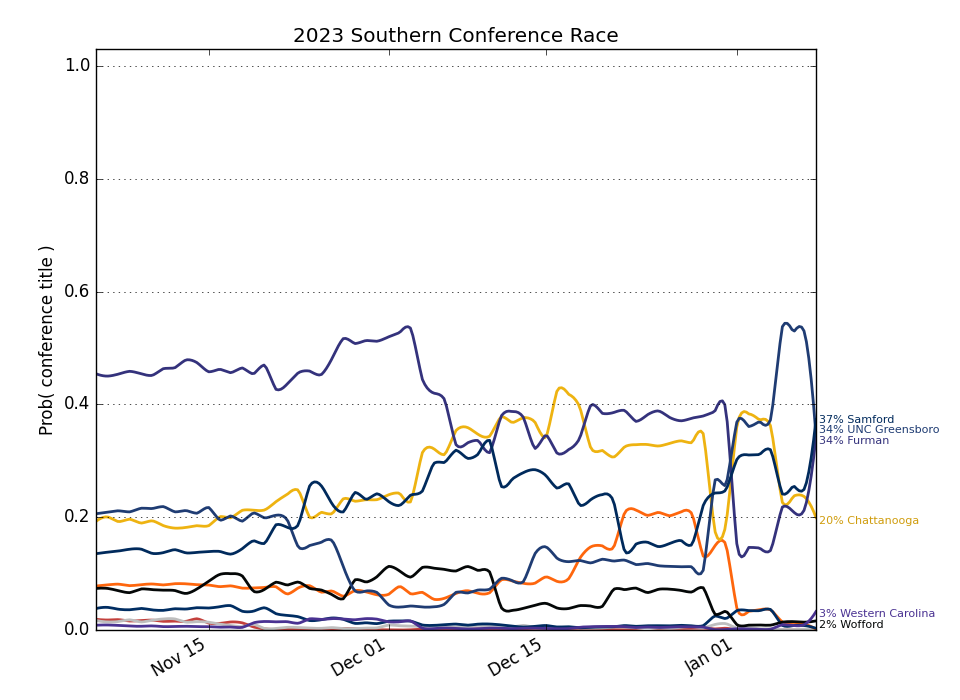 2023 Southern Conference Race
Prob( conference title )
1.0
0.8
0.6
0.4
0.2
0.0
Nov 15
Dec 01
Dec 15
Jan 01
37% Samford
34% UNC Greensboro
34% Furman
20% Chattanooga
3% Western Carolina
2% Wofford